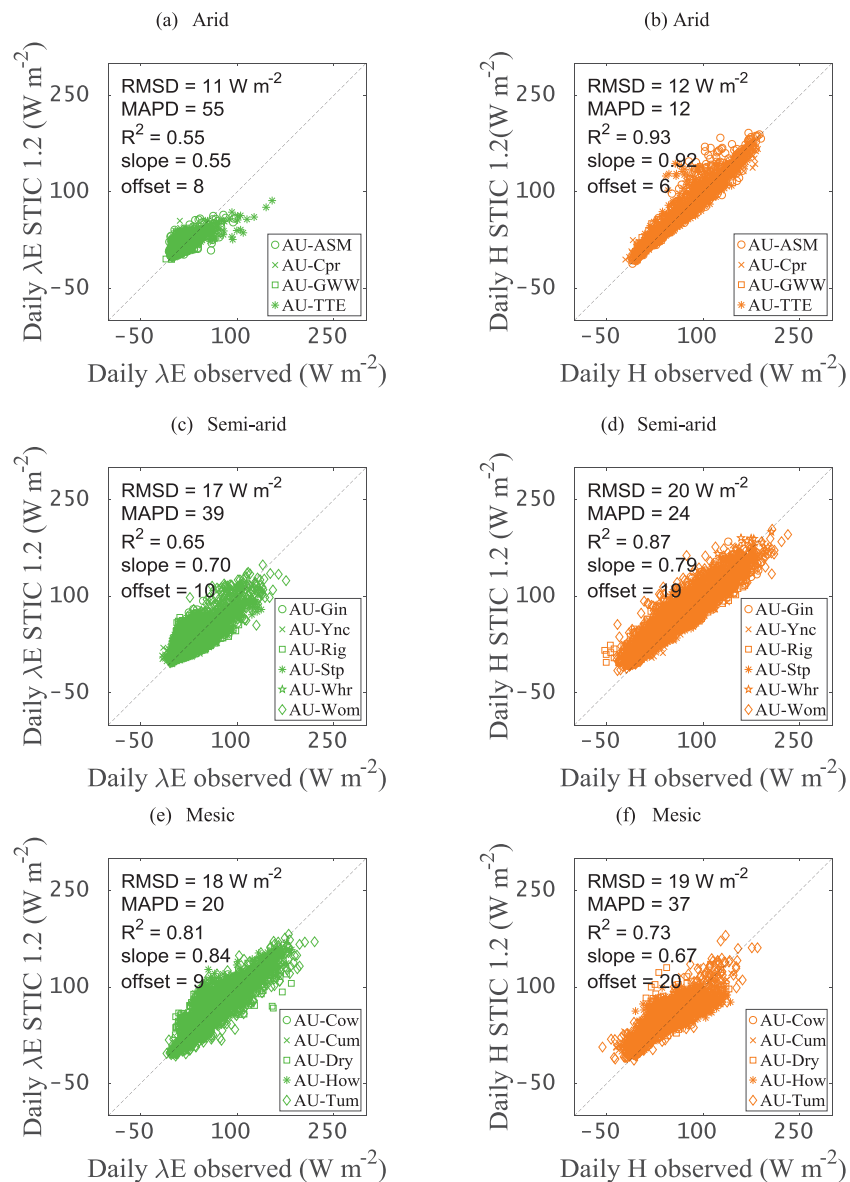 (a) Arid
250
100
-50
Daily λE STIC 1.2 (W m-2)
RMSD = 11 W m-2
MAPD = 55
R2 = 0.55
slope = 0.55
offset = 8
AU-ASM
AU-Cpr
AU-GWW
AU-TTE
-50 100 250
Daily λE observed (W m-2)
(b) Arid
250
100
-50
Daily H STIC 1.2(W m-2)
RMSD = 12 W m-2
MAPD = 12
R2 = 0.93
slope = 0.92
offset = 6
AU-ASM
AU-Cpr
AU-GWW
AU-TTE
-50 100 250
Daily H observed (W m-2)
(c) Semi-arid
250
100
-50
Daily λE STIC 1.2 (W m-2)
RMSD = 17 W m-2
MAPD = 39
R2 = 0.65
slope = 0.70
offset = 10
AU-Gin
AU-Ync
AU-Rig
AU-Stp
AU-Whr
AU-Wom
-50 100 250
Daily λE observed (W m-2)
(d) Semi-arid
250
100
-50
Daily H STIC 1.2 (W m-2)
RMSD = 20 W m-2
MAPD = 24
R2 = 0.87
slope = 0.79
offset = 19
AU-Gin
AU-Ync
AU-Rig
AU-Stp
AU-Whr
AU-Wom
-50 100 250
Daily H observed (W m-2)
(e) Mesic
250
100
-50
Daily λE STIC 1.2 (W m-2)
RMSD = 18 W m-2
MAPD = 20
R2 = 0.81
slope = 0.84
offset = 9
AU-Cow
AU-Cum
AU-Dry
AU-How
AU-Tum
-50 100 250
Daily λE observed (W m-2)
(f) Mesic
250
100
-50
Daily H STIC 1.2 (W m-2)
RMSD = 19 W m-2
MAPD = 37
R2 = 0.73
slope = 0.67
offset = 20
AU-Cow
AU-Cum
AU-Dry
AU-How
AU-Tum
-50 100 250
Daily H observed (W m-2)